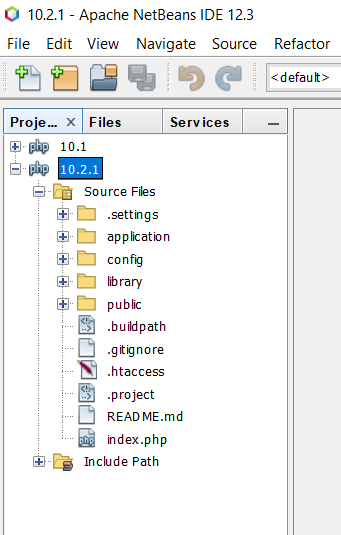 10.2.1 - Apache NetBeans IDE 12.3
File Edit View Navigate Source Refactor
<default>
Proje... × Files Services
php 10.1
php 10.2.1
Source Files
.settings
application
config
library
public
.buildpath
.gitignore
.htaccess
.project
README.md
php index.php
Include Path